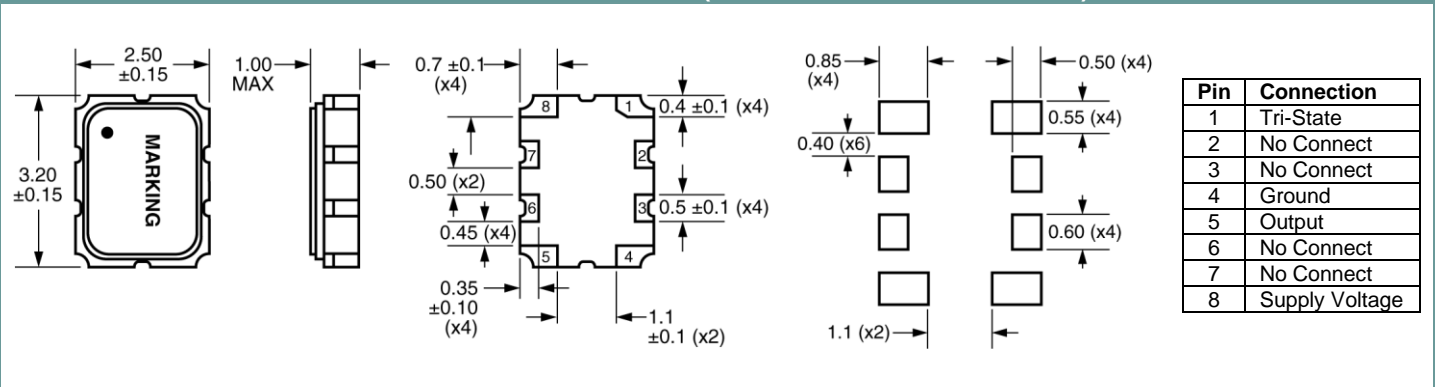 2.50
±0.15
1.00
MAX
3.20
±0.15
MARKING
0.7 ±0.1
(x4)
8
1
0.4 ±0.1 (x4)
7
2
0.50 (x2)
6
3
0.5 ±0.1 (x4)
0.45 (x4)
5
4
0.35
±0.10
(x4)
1.1
±0.1 (x2)
0.85
(x4)
0.50 (x4)
0.55 (x4)
0.40 (x6)
0.60 (x4)
1.1 (x2)
Pin Connection
1 Tri-State
2 No Connect
3 No Connect
4 Ground
5 Output
6 No Connect
7 No Connect
8 Supply Voltage